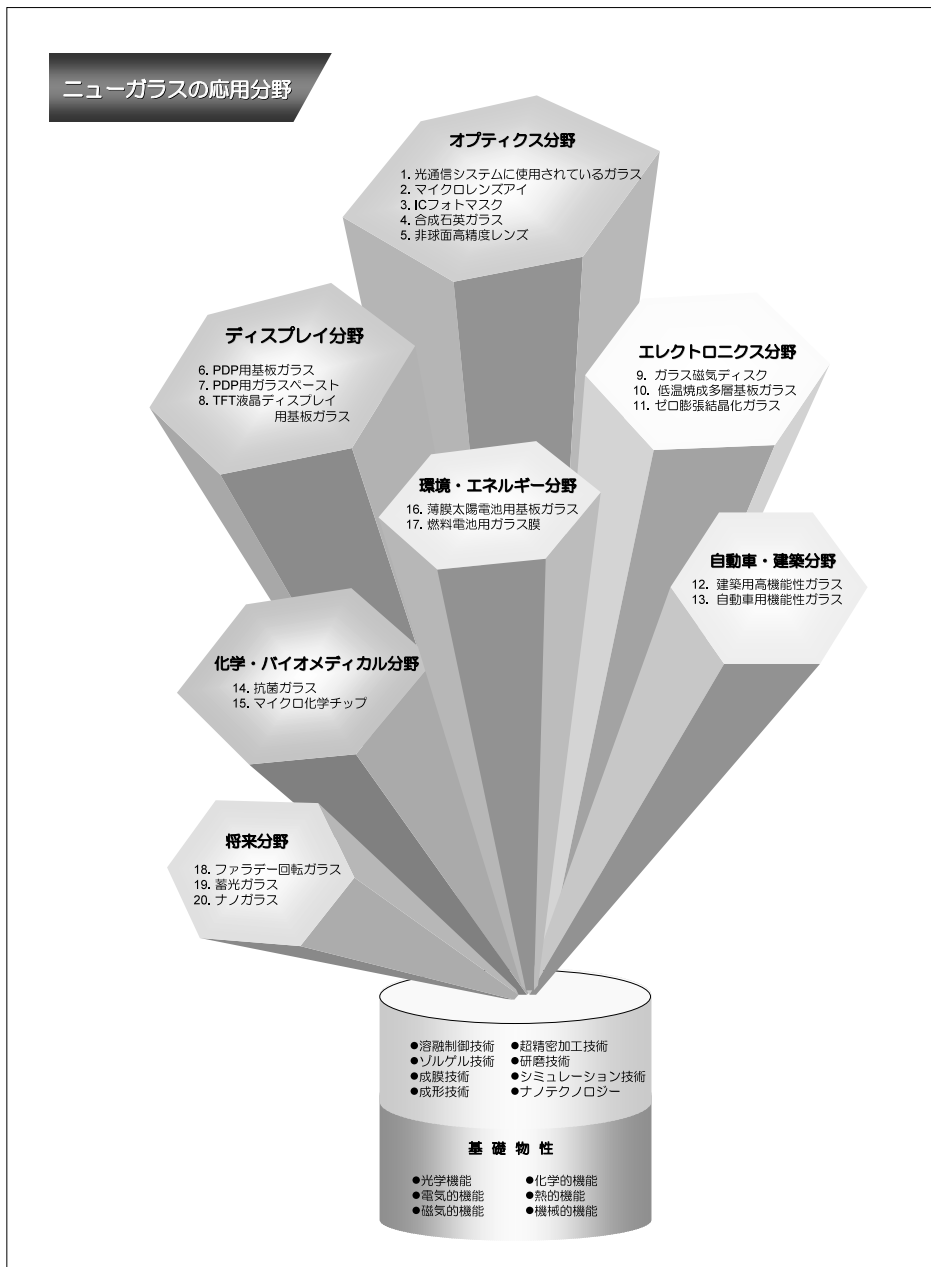 ニューガラスの応用分野
オプティクス分野
1. 光通信システムに使用されているガラス
2. マイクロレンズアイ
3. ICフォトマスク
4. 合成石英ガラス
5. 非球面高精度レンズ
ディスプレイ分野
6. PDP用基板ガラス
7. PDP用ガラスペースト
8. TFT液晶ディスプレイ
用基板ガラス
エレクトロニクス分野
9. ガラス磁気ディスク
10. 低温焼成多層基板ガラス
11. ゼロ膨張結晶化ガラス
環境・エネルギー分野
16. 薄膜太陽電池用基板ガラス
17. 燃料電池用ガラス膜
自動車・建築分野
12. 建築用高機能性ガラス
13. 自動車用機能性ガラス
化学・バイオメディカル分野
14. 抗菌ガラス
15. マイクロ化学チップ
将来分野
18. ファラデー回転ガラス
19. 蓄光ガラス
20. ナノガラス
●溶融制御技術 ●超精密加工技術
●ゾルゲル技術 ●研磨技術
●成膜技術 ●シミュレーション技術
●成形技術 ●ナノテクノロジー
基礎物性
●光学機能 ●化学的機能
●電気的機能 ●熱的機能
●磁気的機能 ●機械的機能